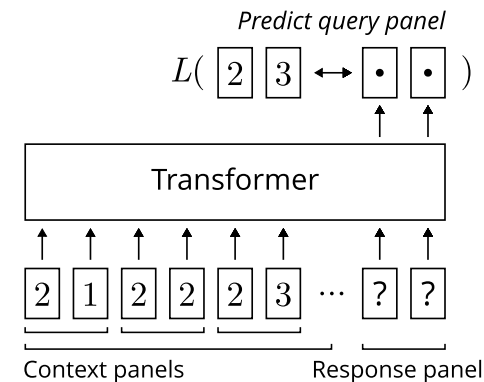 Predict query panel
L( 2 3 ↔ • • )
Transformer
2 1 2 2 2 3 ... ? ?
Context panels Response panel